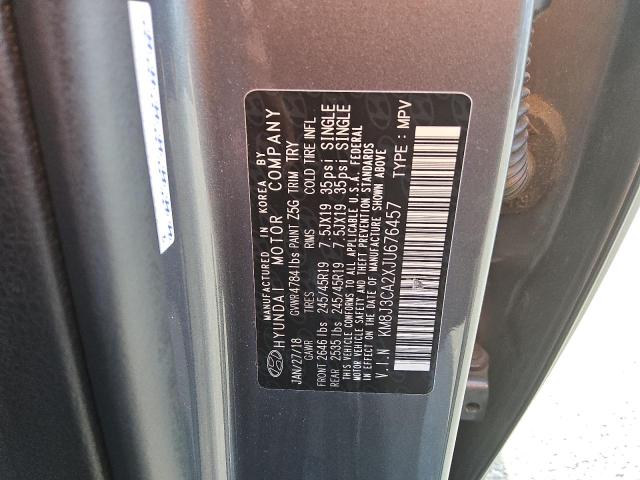 MANUFACTURED IN KOREA BY
HYUNDAI MOTOR COMPANY
JAN/27/18 GVWR4784lbs PAINT Z5G TRIM TRY
GAWR TIRES RIMS COLD TIRE INFL
FRONT 2646 lbs 245/45R19 7.5JX19 35psi SINGLE
REAR 2535 lbs 245/45R19 7.5JX19 35psi SINGLE
THIS VEHICLE CONFORMS TO ALL APPLICABLE U.S.A. FEDERAL
MOTOR VEHICLE SAFETY, BUMPER, AND THEFT PREVENTION STANDARDS
IN EFFECT ON THE DATE OF MANUFACTURE SHOWN ABOVE.
V.I.N KM8J3CA2XJU676457 TYPE : MPV